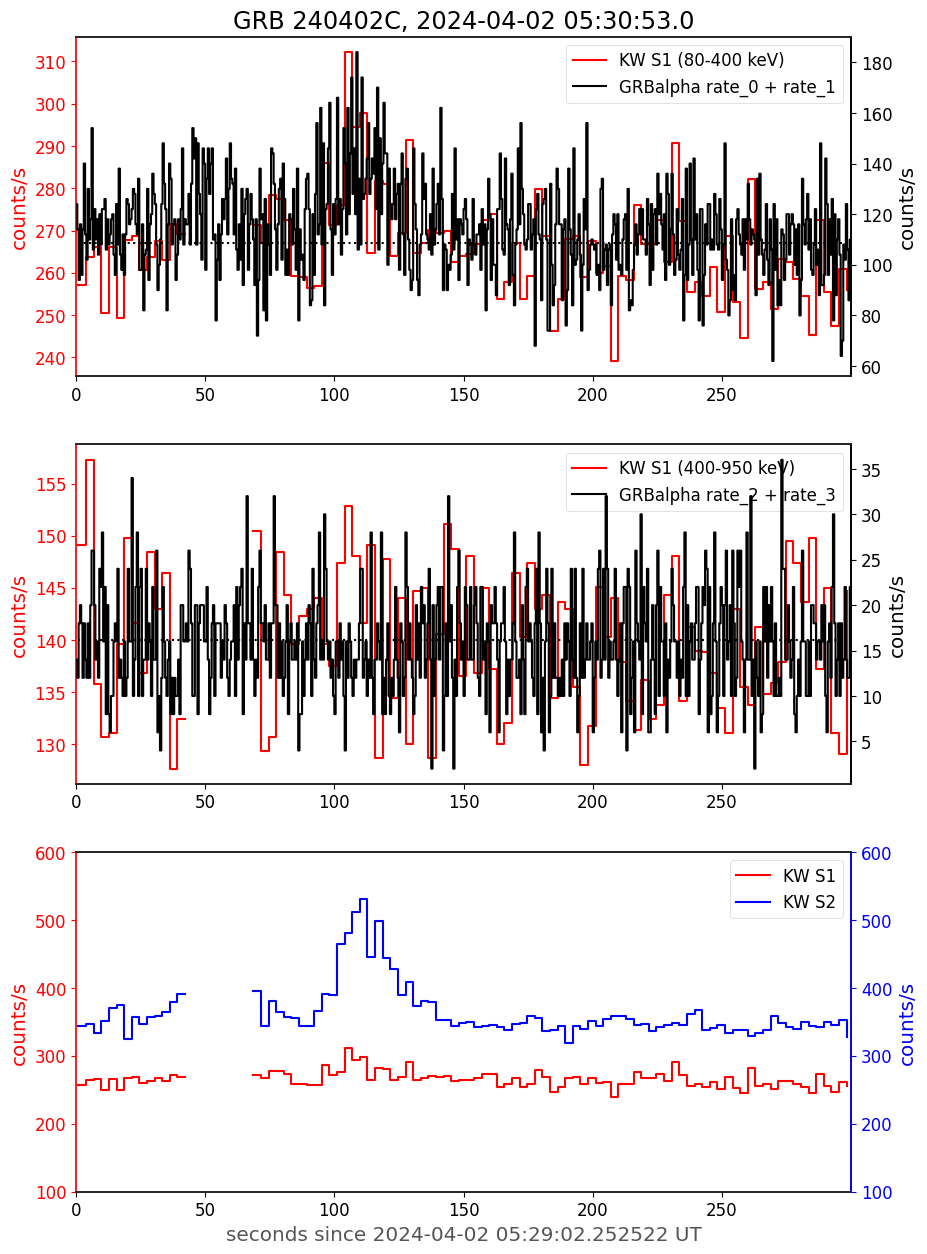 GRB 240402C, 2024-04-02 05:30:53.0
KW S1 (80-400 keV)
GRBalpha rate_0 + rate_1
counts/s
310
300
290
280
270
260
250
240
180
160
140
120
100
80
60
counts/s
0 50 100 150 200 250
KW S1 (400-950 keV)
GRBalpha rate_2 + rate_3
counts/s
155
150
145
140
135
130
35
30
25
20
15
10
5
counts/s
0 50 100 150 200 250
KW S1
KW S2
counts/s
600
500
400
300
200
100
600
500
400
300
200
100
counts/s
0 50 100 150 200 250
seconds since 2024-04-02 05:29:02.252522 UT